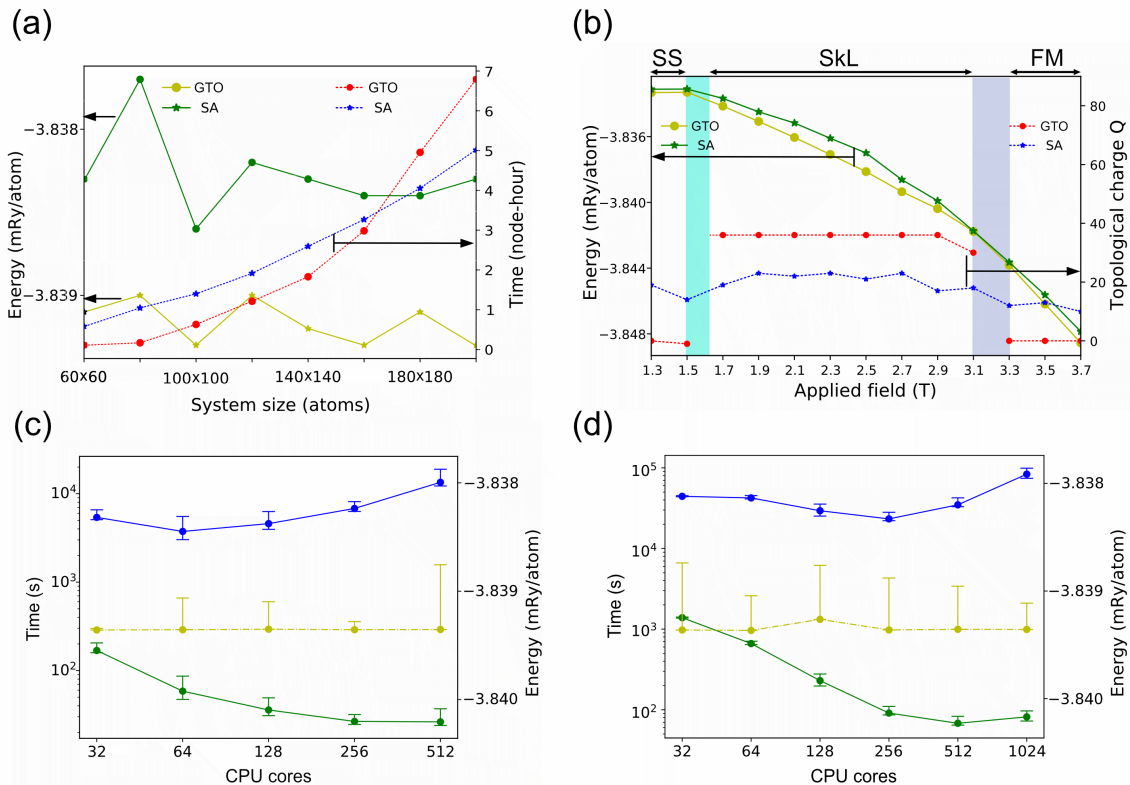 (a)
GTO
SA
GTO
SA
−3.838
−3.839
Energy (mRy/atom)
7
6
5
4
3
2
1
0
Time (node-hour)
60×60
100×100
140×140
180×180
System size (atoms)
(b)
SS
SkL
FM
GTO
SA
GTO
SA
−3.836
−3.840
−3.844
−3.848
Energy (mRy/atom)
80
60
40
20
0
Topological charge Q
1.3 1.5 1.7 1.9 2.1 2.3 2.5 2.7 2.9 3.1 3.3 3.5 3.7
Applied field (T)
(c)
10⁴
10³
10²
Time (s)
−3.838
−3.839
−3.840
Energy (mRy/atom)
32 64 128 256 512
CPU cores
(d)
10⁵
10⁴
10³
10²
Time (s)
−3.838
−3.839
−3.840
Energy (mRy/atom)
32 64 128 256 512 1024
CPU cores